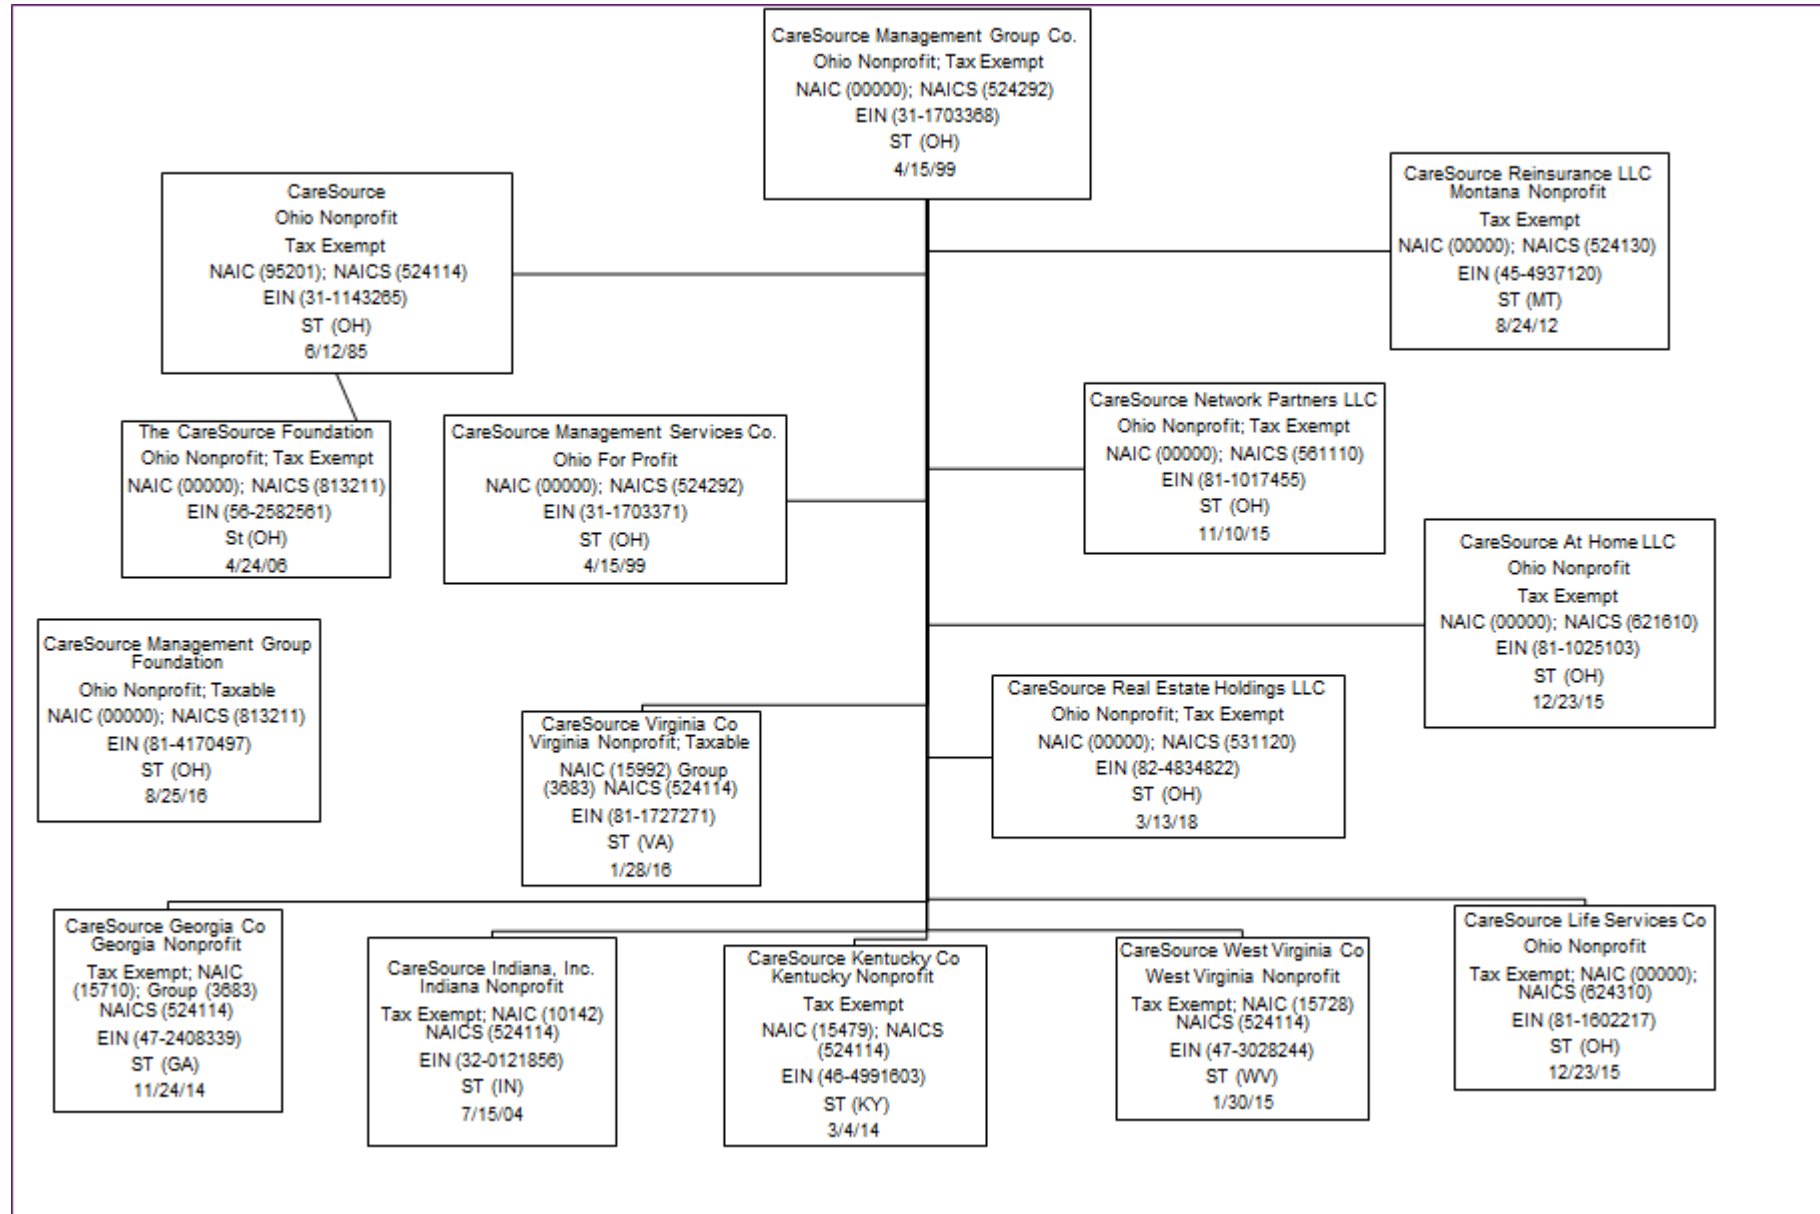 CareSource Management Group Co.
Ohio Nonprofit; Tax Exempt
NAIC (00000); NAICS (524292)
EIN (31-1703368)
ST (OH)
4/15/99
CareSource
Ohio Nonprofit
Tax Exempt
NAIC (95201); NAICS (524114)
EIN (31-1143265)
ST (OH)
6/12/85
CareSource Reinsurance LLC
Montana Nonprofit
Tax Exempt
NAIC (00000); NAICS (524130)
EIN (45-4937120)
ST (MT)
8/24/12
The CareSource Foundation
Ohio Nonprofit; Tax Exempt
NAIC (00000); NAICS (813211)
EIN (56-2582561)
St (OH)
4/24/06
CareSource Management Services Co.
Ohio For Profit
NAIC (00000); NAICS (524292)
EIN (31-1703371)
ST (OH)
4/15/99
CareSource Network Partners LLC
Ohio Nonprofit; Tax Exempt
NAIC (00000); NAICS (561110)
EIN (81-1017455)
ST (OH)
11/10/15
CareSource At Home LLC
Ohio Nonprofit
Tax Exempt
NAIC (00000); NAICS (621610)
EIN (81-1025103)
ST (OH)
12/23/15
CareSource Management Group
Foundation
Ohio Nonprofit; Taxable
NAIC (00000); NAICS (813211)
EIN (81-4170497)
ST (OH)
8/25/16
CareSource Virginia Co
Virginia Nonprofit; Taxable
NAIC (15992) Group
(3683) NAICS (524114)
EIN (81-1727271)
ST (VA)
1/28/16
CareSource Real Estate Holdings LLC
Ohio Nonprofit; Tax Exempt
NAIC (00000); NAICS (531120)
EIN (82-4834822)
ST (OH)
3/13/18
CareSource Georgia Co
Georgia Nonprofit
Tax Exempt; NAIC
(15710); Group (3683)
NAICS (524114)
EIN (47-2408339)
ST (GA)
11/24/14
CareSource Indiana, Inc.
Indiana Nonprofit
Tax Exempt; NAIC (10142)
NAICS (524114)
EIN (32-0121856)
ST (IN)
7/15/04
CareSource Kentucky Co
Kentucky Nonprofit
Tax Exempt
NAIC (15479); NAICS
(524114)
EIN (46-4991603)
ST (KY)
3/4/14
CareSource West Virginia Co
West Virginia Nonprofit
Tax Exempt; NAIC (15728)
NAICS (524114)
EIN (47-3028244)
ST (WV)
1/30/15
CareSource Life Services Co
Ohio Nonprofit
Tax Exempt; NAIC (00000);
NAICS (624310)
EIN (81-1602217)
ST (OH)
12/23/15